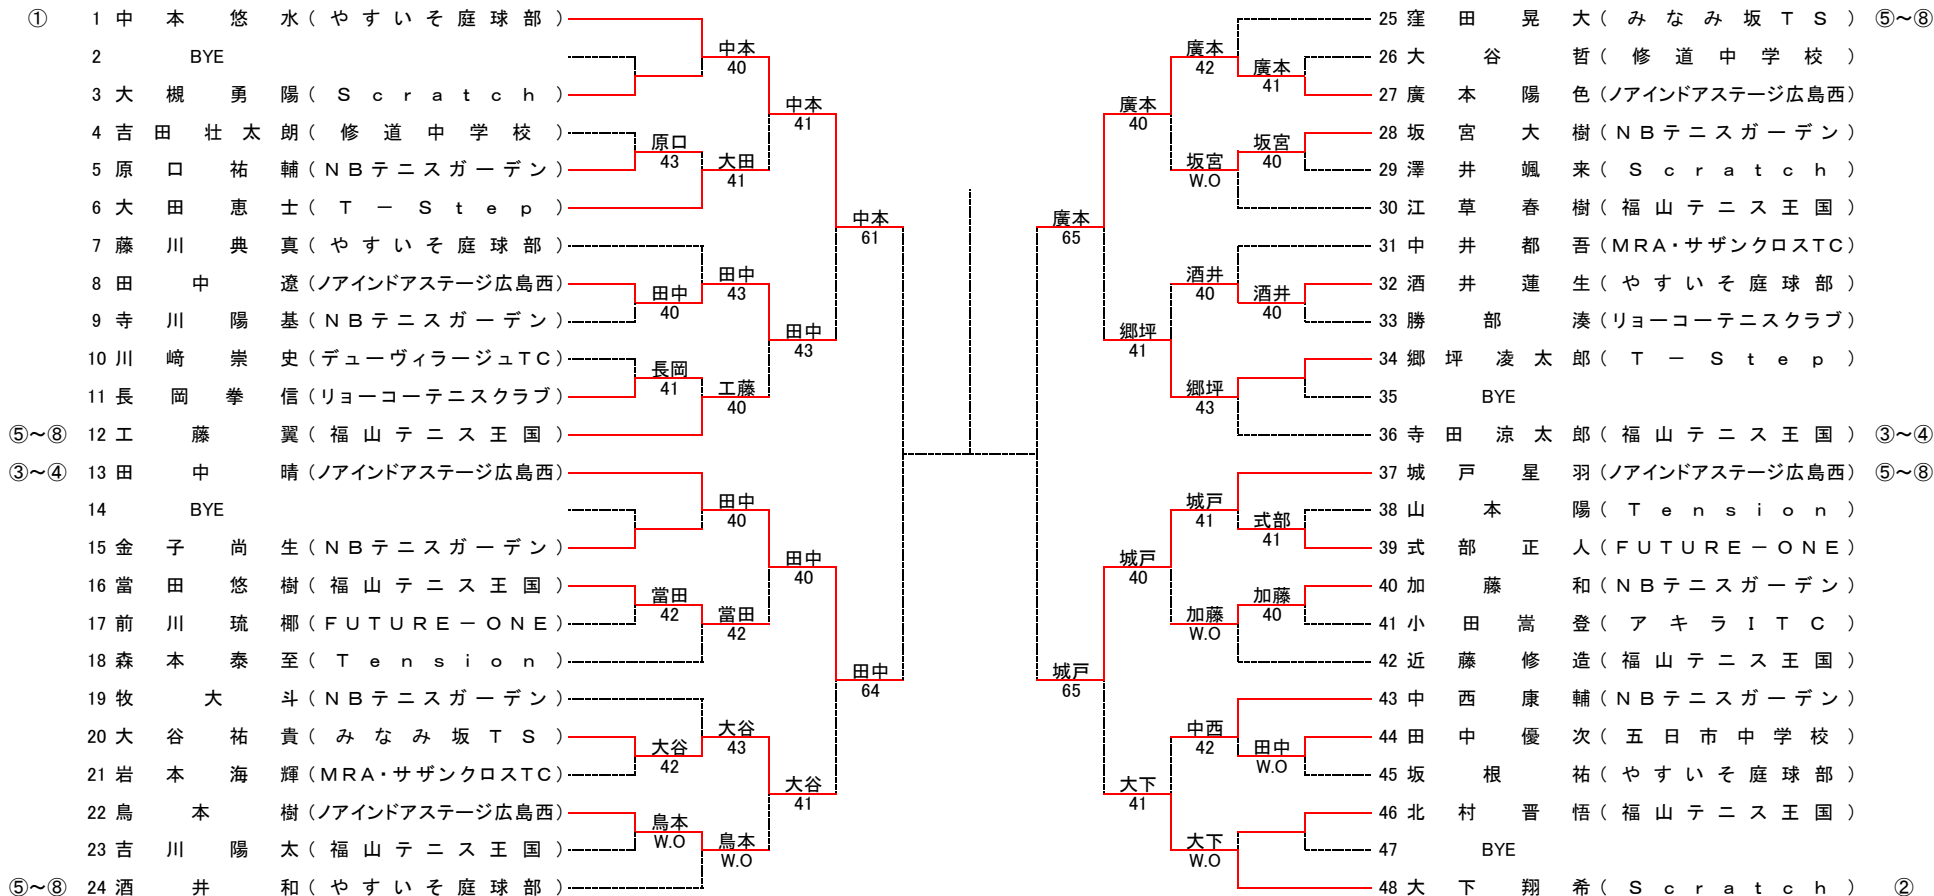 ① 1 中本 悠水 (やすいそ庭球部)
2 BYE
3 大槻 勇陽 (Scratch)
4 吉田 壮太朗 (修道中学校)
5 原口 祐輔 (NBテニスガーデン)
6 大田 恵士 (T-Step)
7 藤川 典真 (やすいそ庭球部)
8 田中 遼 (ノアインドアステージ広島西)
9 寺川 陽基 (NBテニスガーデン)
10 川﨑 崇史 (デューヴィラージュTC)
11 長岡 拳信 (リョーコーテニスクラブ)
⑤～⑧ 12 工藤 翼 (福山テニス王国)
③～④ 13 田中 晴 (ノアインドアステージ広島西)
14 BYE
15 金子 尚生 (NBテニスガーデン)
16 當田 悠樹 (福山テニス王国)
17 前川 琉椰 (FUTURE-ONE)
18 森本 泰至 (Tension)
19 牧 大斗 (NBテニスガーデン)
20 大谷 祐貴 (みなみ坂TS)
21 岩本 海輝 (MRA・サザンクロスTC)
22 鳥本 樹 (ノアインドアステージ広島西)
23 吉川 陽太 (福山テニス王国)
⑤～⑧ 24 酒井 和 (やすいそ庭球部)
原口
43
田中
40
長岡
41
當田
42
大谷
42
鳥本
W.O
中本
40
大田
41
田中
43
工藤
40
田中
40
當田
42
大谷
43
鳥本
W.O
中本
41
田中
43
田中
40
大谷
41
中本
61
田中
64
廣本
65
城戸
65
廣本
40
郷坪
41
城戸
40
大下
41
廣本
42
坂宮
W.O
酒井
40
郷坪
43
城戸
41
加藤
W.O
中西
42
大下
W.O
廣本
41
坂宮
40
酒井
40
式部
41
加藤
40
田中
W.O
25 窪田 晃大 (みなみ坂TS) ⑤～⑧
26 大谷 哲 (修道中学校)
27 廣本 陽色 (ノアインドアステージ広島西)
28 坂宮 大樹 (NBテニスガーデン)
29 澤井 颯来 (Scratch)
30 江草 春樹 (福山テニス王国)
31 中井 都吾 (MRA・サザンクロスTC)
32 酒井 蓮生 (やすいそ庭球部)
33 勝部 湊 (リョーコーテニスクラブ)
34 郷坪 凌太郎 (T-Step)
35 BYE
36 寺田 涼太郎 (福山テニス王国) ③～④
37 城戸 星羽 (ノアインドアステージ広島西) ⑤～⑧
38 山本 陽 (Tension)
39 式部 正人 (FUTURE-ONE)
40 加藤 和 (NBテニスガーデン)
41 小田 嵩登 (アキラITC)
42 近藤 修造 (福山テニス王国)
43 中西 康輔 (NBテニスガーデン)
44 田中 優次 (五日市中学校)
45 坂根 祐 (やすいそ庭球部)
46 北村 晋悟 (福山テニス王国)
47 BYE
48 大下 翔希 (Scratch) ②